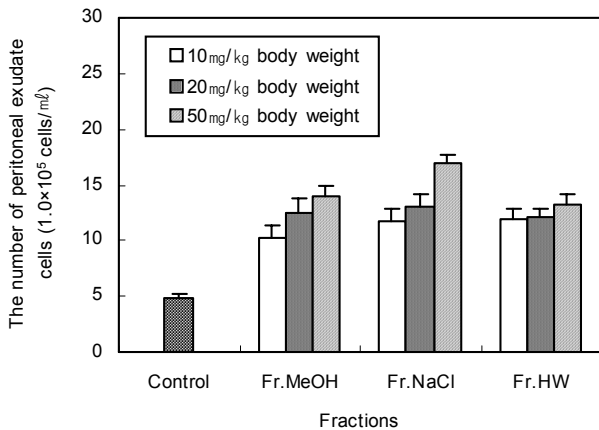 The number of peritoneal exudate
cells (1.0×10⁵ cells/㎖)
30
25
20
15
10
5
0
10㎎/㎏ body weight
20㎎/㎏ body weight
50㎎/㎏ body weight
Control Fr.MeOH Fr.NaCl Fr.HW
Fractions